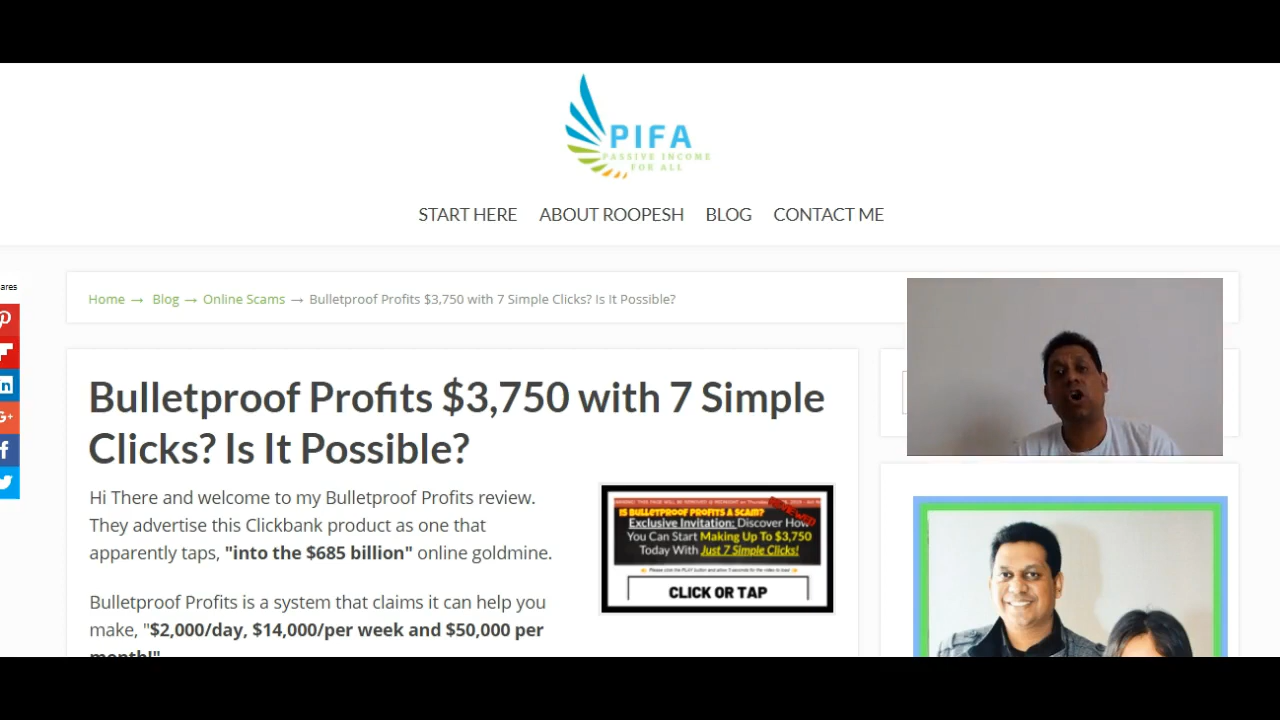 PIFA
PASSIVE INCOME
FOR ALL
START HERE ABOUT ROOPESH BLOG CONTACT ME
ares
Home → Blog → Online Scams → Bulletproof Profits $3,750 with 7 Simple Clicks? Is It Possible?
Bulletproof Profits $3,750 with 7 Simple
Clicks? Is It Possible?
Hi There and welcome to my Bulletproof Profits review.
They advertise this Clickbank product as one that
apparently taps, "into the $685 billion" online goldmine.
Bulletproof Profits is a system that claims it can help you
make, "$2,000/day, $14,000/per week and $50,000 per
month!"
IS BULLETPROOF PROFITS A SCAM?
REVIEWED
Exclusive Invitation: Discover How
You Can Start Making Up To $3,750
Today With Just 7 Simple Clicks!
CLICK OR TAP